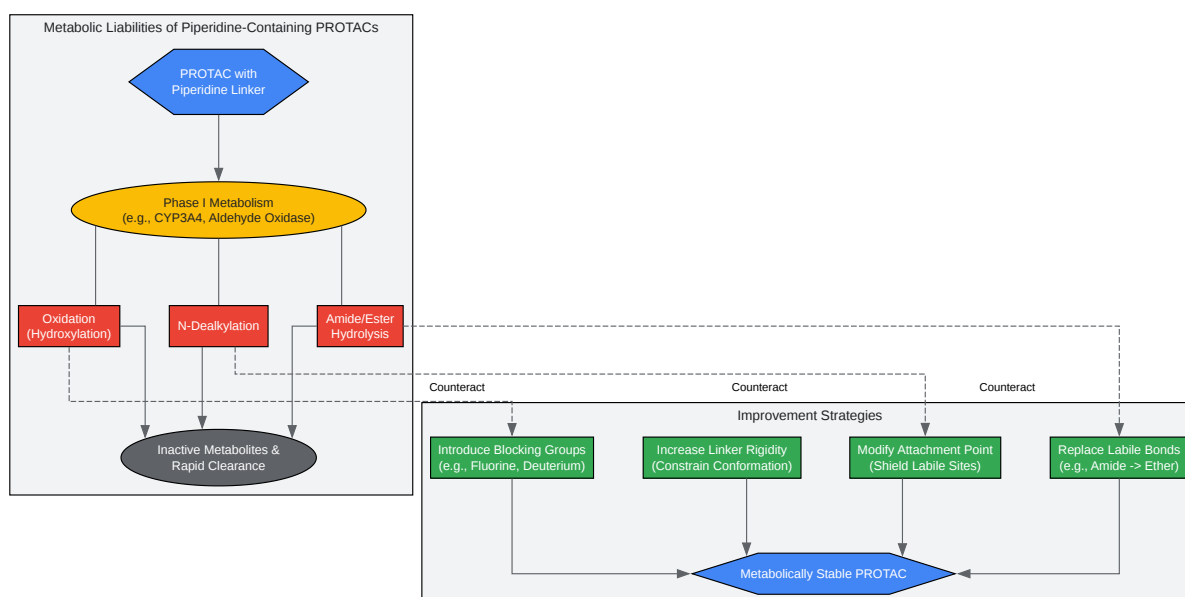 Metabolic Liabilities of Piperidine-Containing PROTACs
PROTAC with
Piperidine Linker
Phase I Metabolism
(e.g., CYP3A4, Aldehyde Oxidase)
Oxidation
(Hydroxylation)
N-Dealkylation
Amide/Ester
Hydrolysis
Inactive Metabolites &
Rapid Clearance
Counteract
Counteract
Counteract
Improvement Strategies
Introduce Blocking Groups
(e.g., Fluorine, Deuterium)
Increase Linker Rigidity
(Constrain Conformation)
Modify Attachment Point
(Shield Labile Sites)
Replace Labile Bonds
(e.g., Amide -> Ether)
Metabolically Stable PROTAC